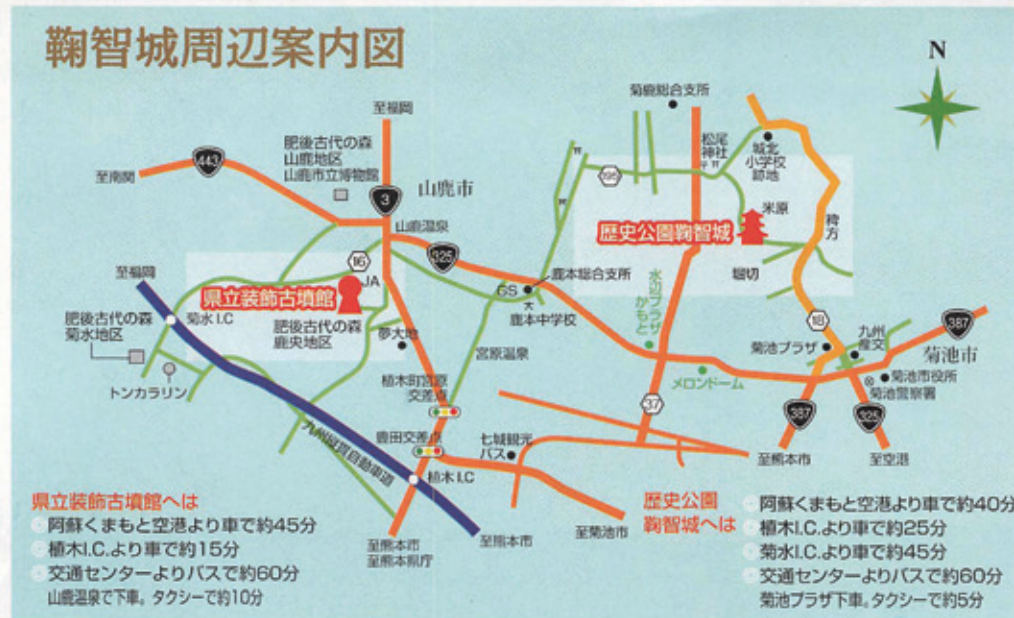 鞠智城周辺案内図
N
至福岡
菊鹿総合支所
肥後古代の森
山鹿地区
山鹿市立博物館
443
至南関
3
山鹿市
松尾
神社
城北
小学校
跡地
米原
歴史公園鞠智城
稗方
山鹿温泉
325
16
JA
至福岡
県立装飾古墳館
GS
鹿本総合支所
鹿本中学校
水辺プラザ
かもと
堀切
菊水I.C
肥後古代の森
菊水地区
肥後古代の森
鹿央地区
夢大地
宮原温泉
18
菊池プラザ
九州
産交
387
菊池市
菊池市役所
菊池警察署
トンカラリン
メロンドーム
植木町宮原
交差点
37
387
325
九州縦貫自動車道
豊田交差点
七城観光
バス
植木I.C
至熊本市
至空港
至熊本市
至熊本県庁
至熊本市
至菊池市
県立装飾古墳館へは
阿蘇くまもと空港より車で約45分
植木I.C.より車で約15分
交通センターよりバスで約60分
山鹿温泉で下車。タクシーで約10分
歴史公園
鞠智城へは
阿蘇くまもと空港より車で約40分
植木I.C.より車で約25分
菊水I.C.より車で約45分
交通センターよりバスで約60分
菊池プラザ下車。タクシーで約5分